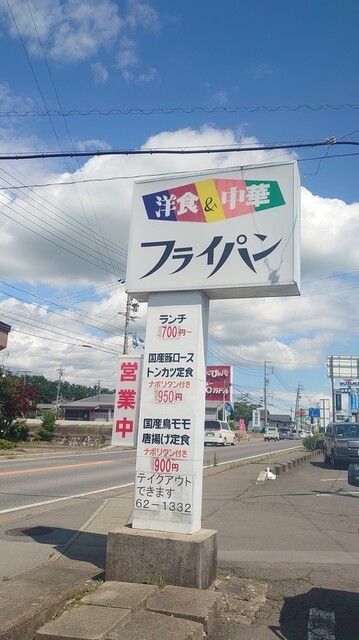 洋食&中華
フライパン
ランチ
700円~
国産豚ロース
トンカツ定食
ナポリタン付き
950円
国産鳥モモ
唐揚げ定食
ナポリタン付き
900円
テイクアウト
できます
62-1332
営業中